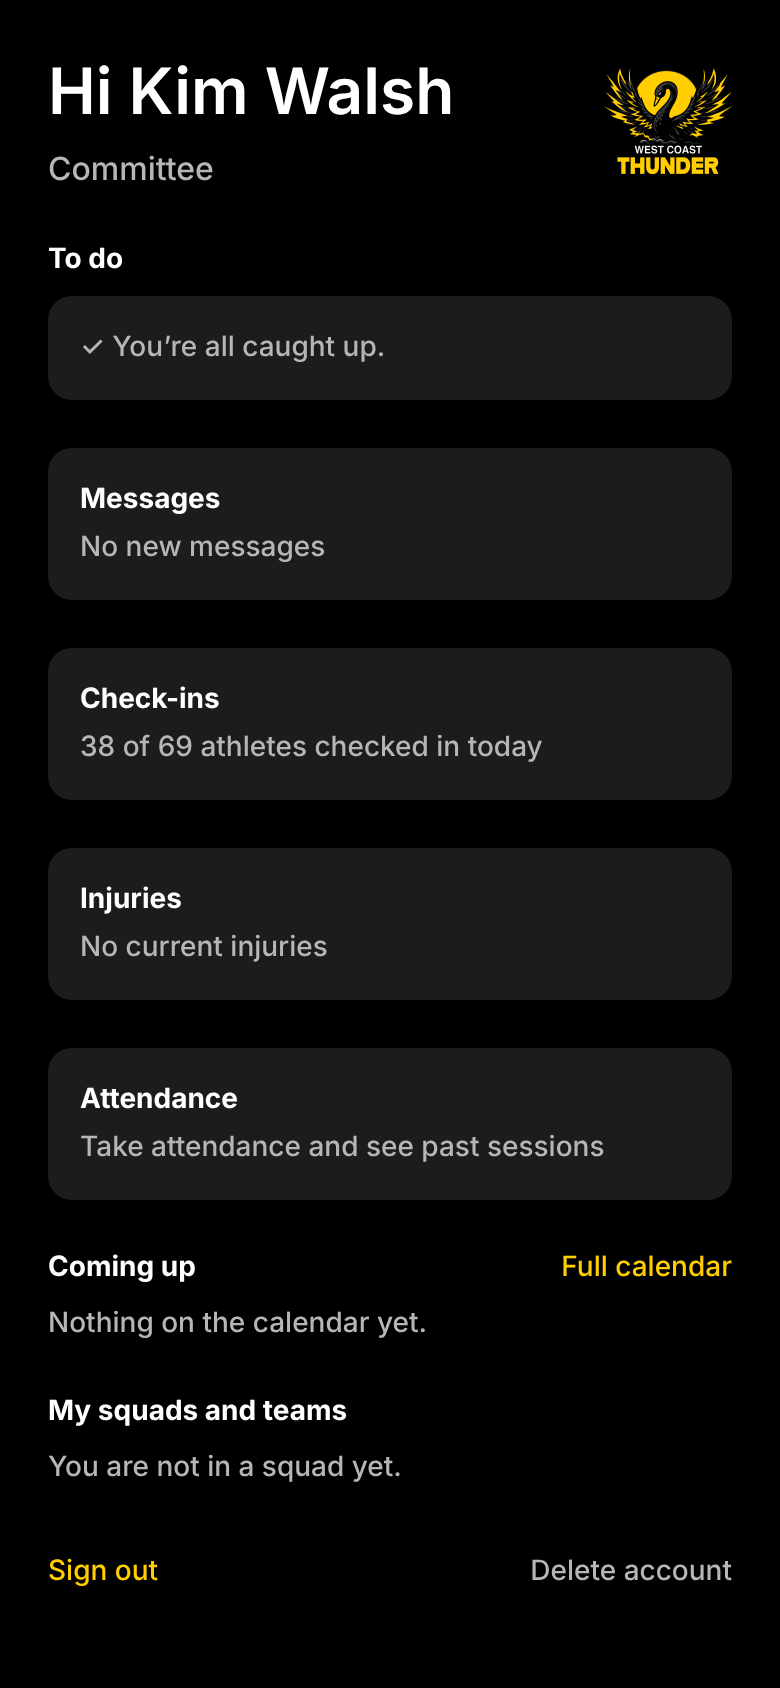 Hi Kim Walsh
Committee
WEST COAST
THUNDER
To do
✓ You’re all caught up.
Messages
No new messages
Check-ins
38 of 69 athletes checked in today
Injuries
No current injuries
Attendance
Take attendance and see past sessions
Coming up
Full calendar
Nothing on the calendar yet.
My squads and teams
You are not in a squad yet.
Sign out
Delete account